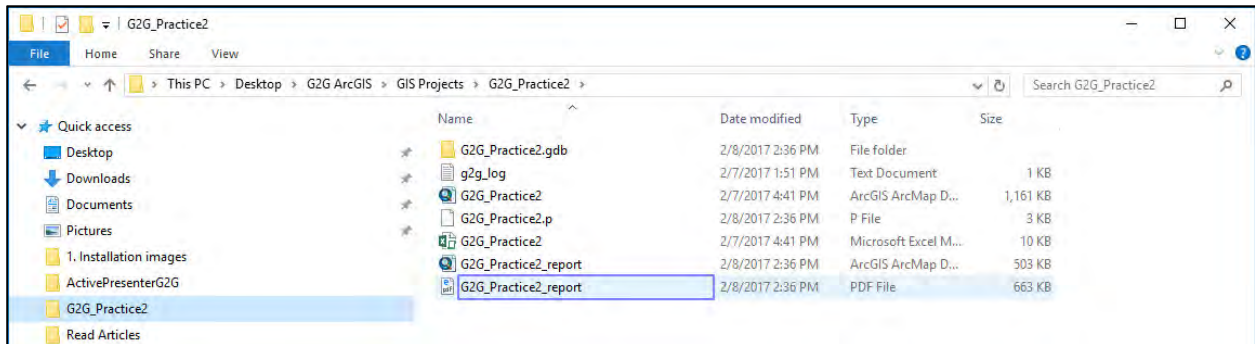 G2G_Practice2
File Home Share View
This PC > Desktop > G2G ArcGIS > GIS Projects > G2G_Practice2 > Search G2G_Practice2
Name Date modified Type Size
Quick access
Desktop
Downloads
Documents
Pictures
1. Installation images
ActivePresenterG2G
G2G_Practice2
Read Articles
G2G_Practice2.gdb 2/8/2017 2:36 PM File folder
g2g_log 2/7/2017 1:51 PM Text Document 1 KB
G2G_Practice2 2/7/2017 4:41 PM ArcGIS ArcMap D... 1,161 KB
G2G_Practice2.p 2/8/2017 2:36 PM P File 3 KB
G2G_Practice2 2/7/2017 4:41 PM Microsoft Excel M... 10 KB
G2G_Practice2_report 2/8/2017 2:36 PM ArcGIS ArcMap D... 503 KB
G2G_Practice2_report 2/8/2017 2:36 PM PDF File 663 KB